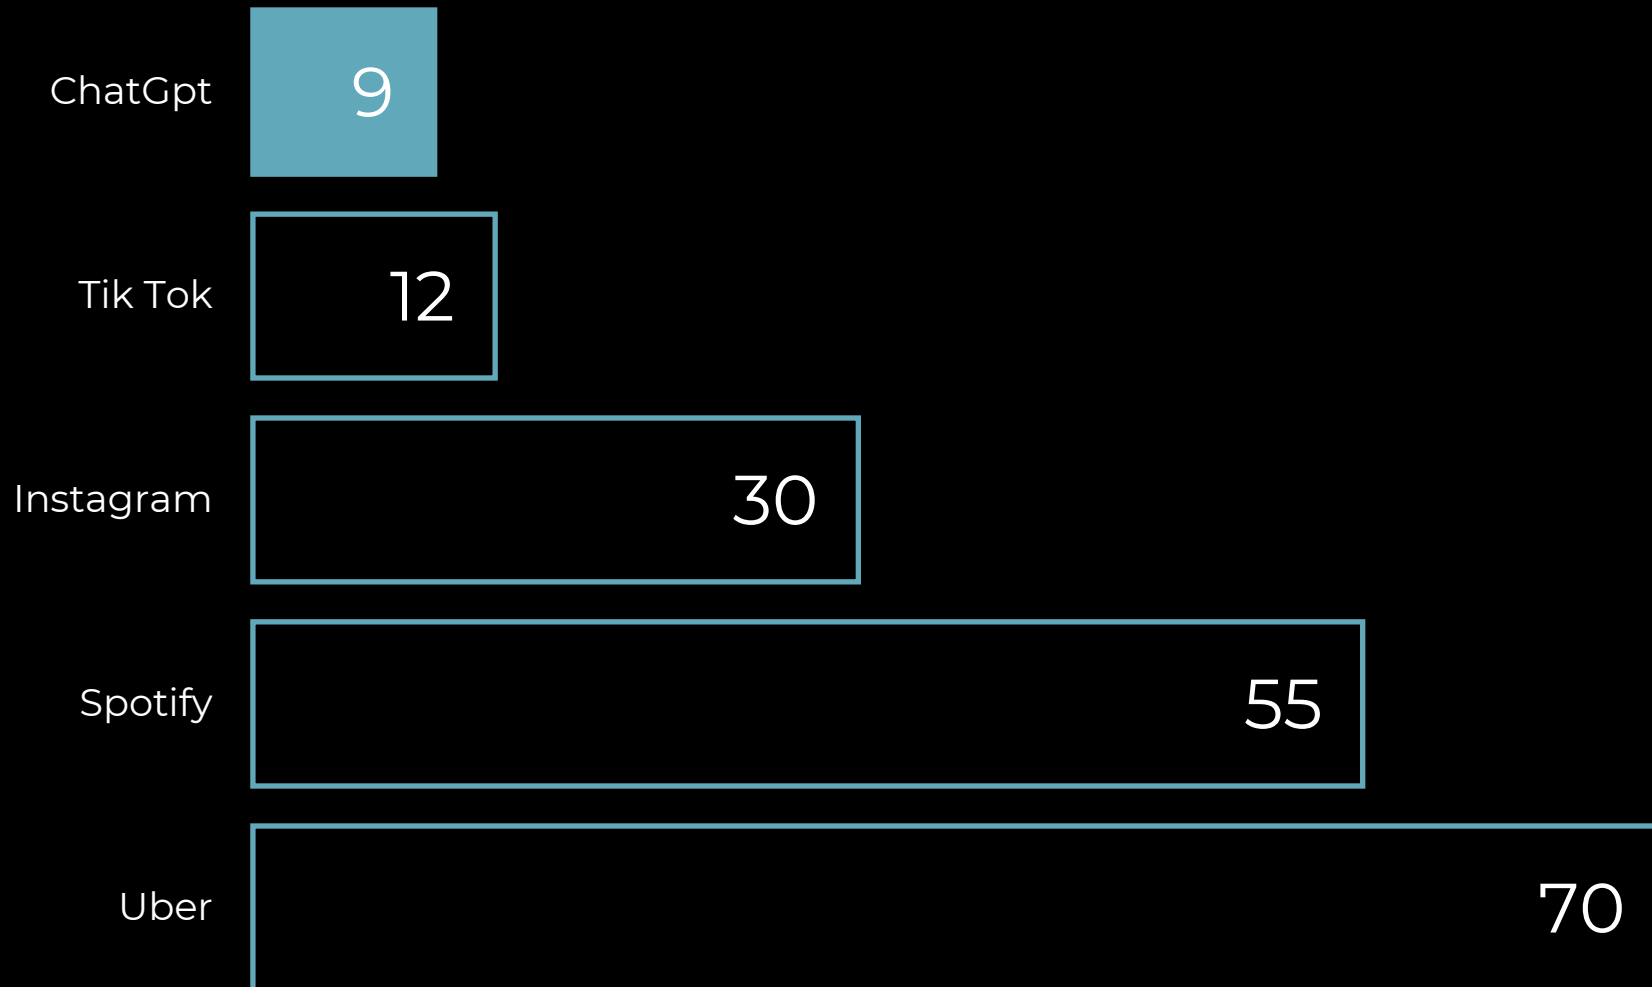 ChatGpt 9
Tik Tok 12
Instagram 30
Spotify 55
Uber 70